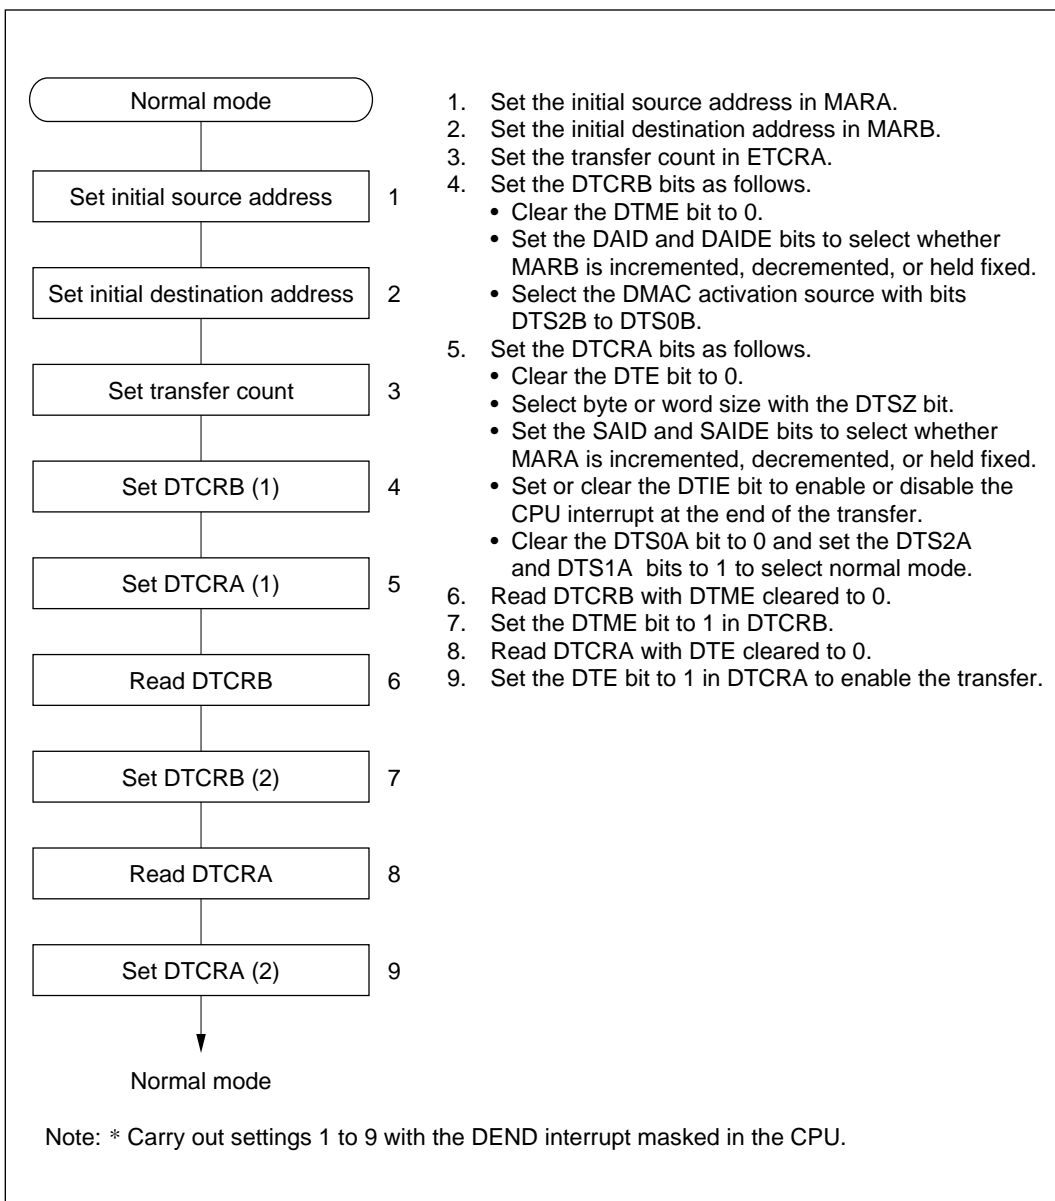 Normal mode
Set initial source address 1
Set initial destination address 2
Set transfer count 3
Set DTCRB (1) 4
Set DTCRA (1) 5
Read DTCRB 6
Set DTCRB (2) 7
Read DTCRA 8
Set DTCRA (2) 9
Normal mode
1. Set the initial source address in MARA.
2. Set the initial destination address in MARB.
3. Set the transfer count in ETCRA.
4. Set the DTCRB bits as follows.
• Clear the DTME bit to 0.
• Set the DAID and DAIDE bits to select whether
MARB is incremented, decremented, or held fixed.
• Select the DMAC activation source with bits
DTS2B to DTS0B.
5. Set the DTCRA bits as follows.
• Clear the DTE bit to 0.
• Select byte or word size with the DTSZ bit.
• Set the SAID and SAIDE bits to select whether
MARA is incremented, decremented, or held fixed.
• Set or clear the DTIE bit to enable or disable the
CPU interrupt at the end of the transfer.
• Clear the DTS0A bit to 0 and set the DTS2A
and DTS1A bits to 1 to select normal mode.
6. Read DTCRB with DTME cleared to 0.
7. Set the DTME bit to 1 in DTCRB.
8. Read DTCRA with DTE cleared to 0.
9. Set the DTE bit to 1 in DTCRA to enable the transfer.
Note: * Carry out settings 1 to 9 with the DEND interrupt masked in the CPU.